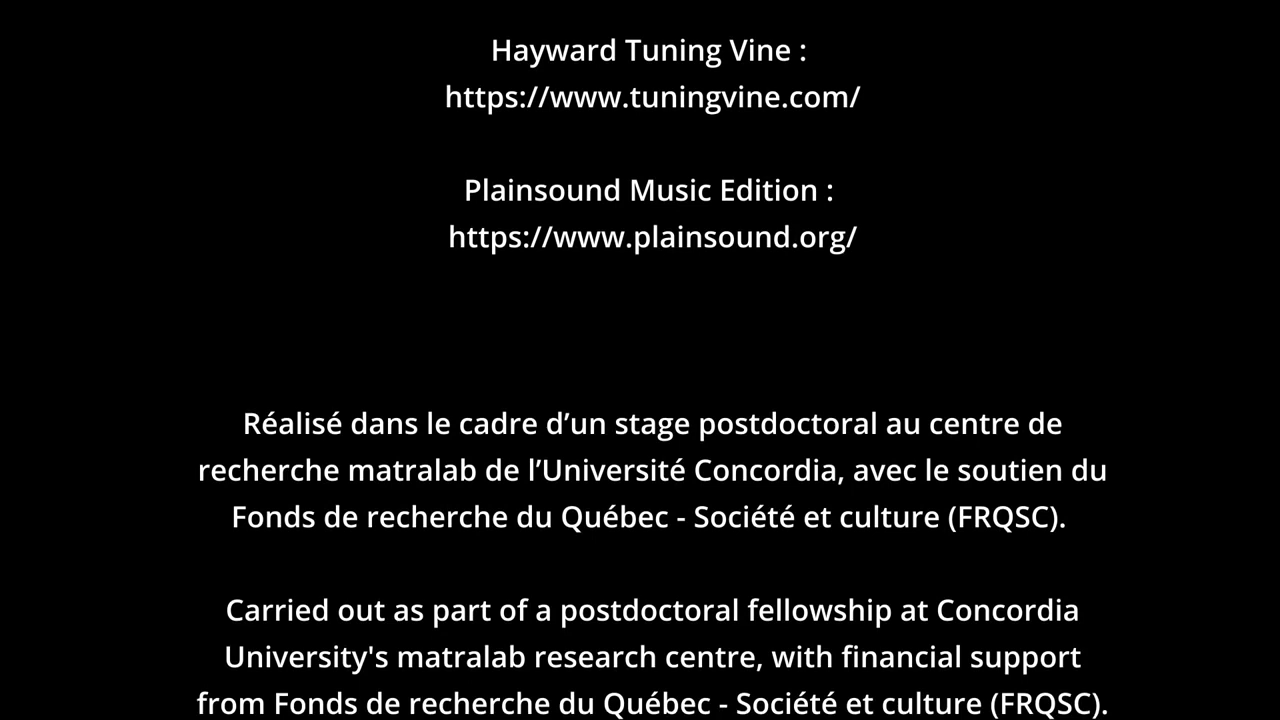 Hayward Tuning Vine :
https://www.tuningvine.com/
Plainsound Music Edition :
https://www.plainsound.org/
Réalisé dans le cadre d’un stage postdoctoral au centre de
recherche matralab de l’Université Concordia, avec le soutien du
Fonds de recherche du Québec - Société et culture (FRQSC).
Carried out as part of a postdoctoral fellowship at Concordia
University's matralab research centre, with financial support
from Fonds de recherche du Québec - Société et culture (FRQSC).